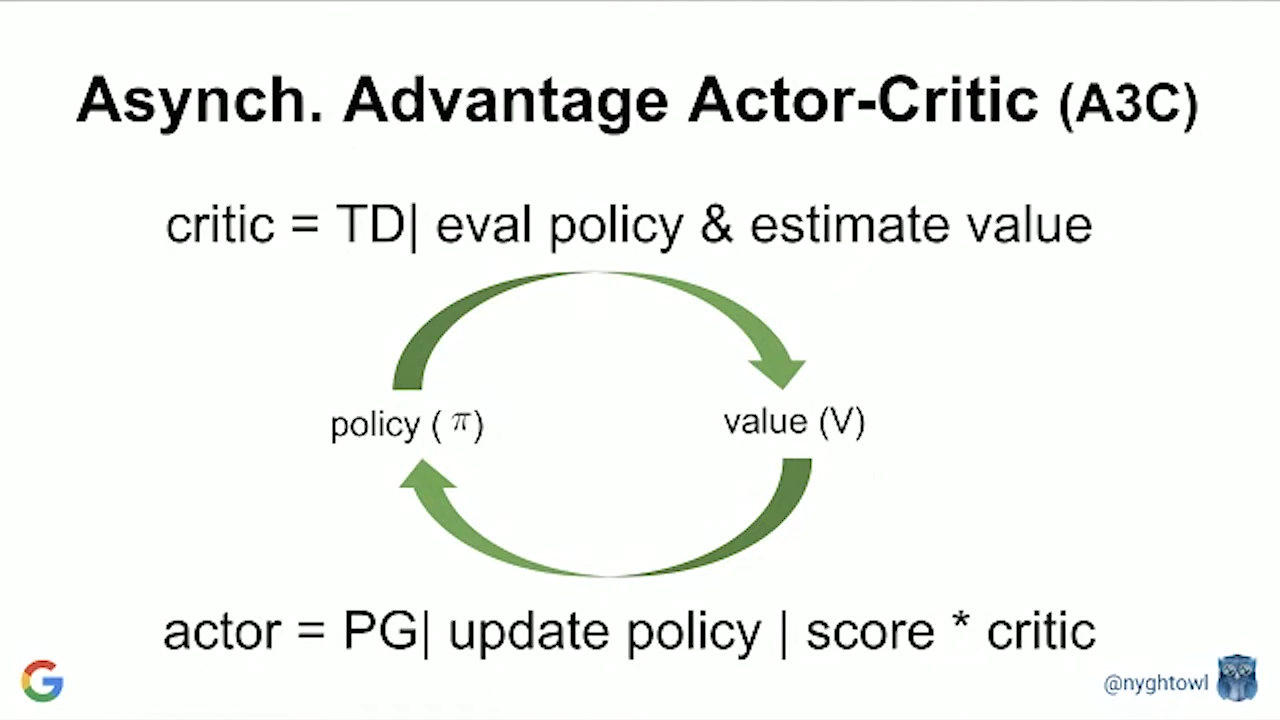 Asynch. Advantage Actor-Critic (A3C)
critic = TD| eval policy & estimate value
policy ( π)
value (V)
actor = PG| update policy | score * critic
@nyghtowl